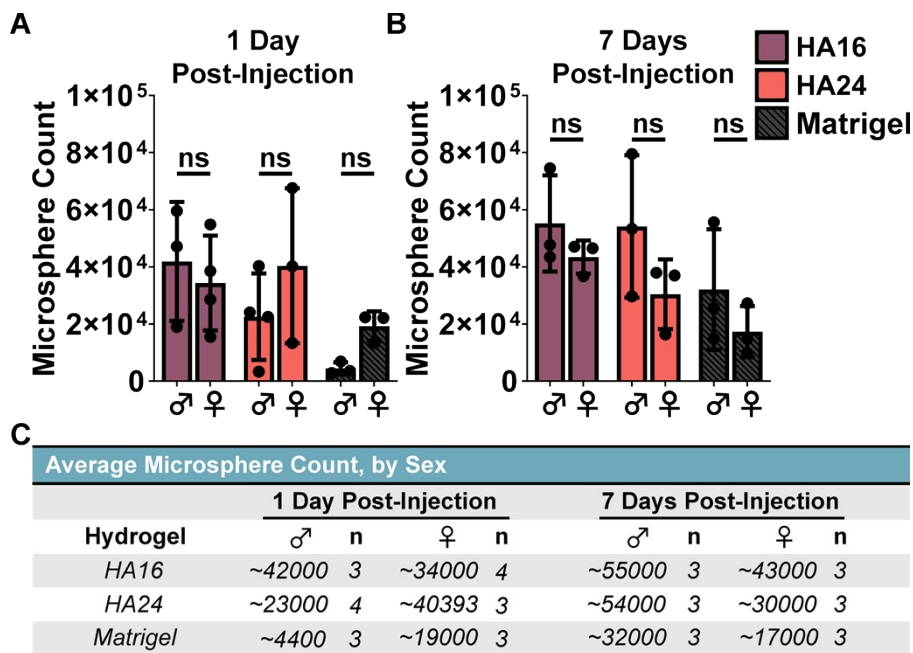 A
1 Day
Post-Injection
Microsphere Count
1×10⁵
8×10⁴
6×10⁴
4×10⁴
2×10⁴
0
ns ns ns
♂ ♀ ♂ ♀ ♂ ♀
B
7 Days
Post-Injection
Microsphere Count
1×10⁵
8×10⁴
6×10⁴
4×10⁴
2×10⁴
0
ns ns ns
♂ ♀ ♂ ♀ ♂ ♀
HA16
HA24
Matrigel
C
Average Microsphere Count, by Sex
1 Day Post-Injection 7 Days Post-Injection
Hydrogel ♂ n ♀ n ♂ n ♀ n
HA16 ~42000 3 ~34000 4 ~55000 3 ~43000 3
HA24 ~23000 4 ~40393 3 ~54000 3 ~30000 3
Matrigel ~4400 3 ~19000 3 ~32000 3 ~17000 3